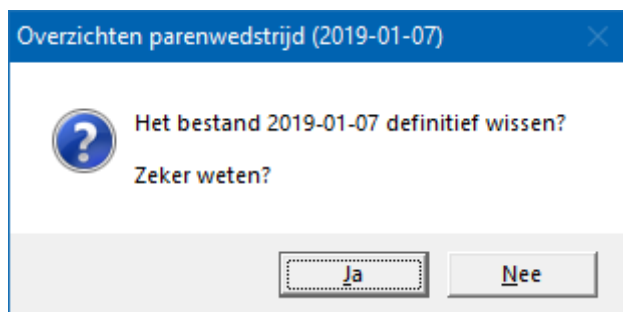 Overzichten parenwedstrijd (2019-01-07)
Het bestand 2019-01-07 definitief wissen?
Zeker weten?
Ja
Nee